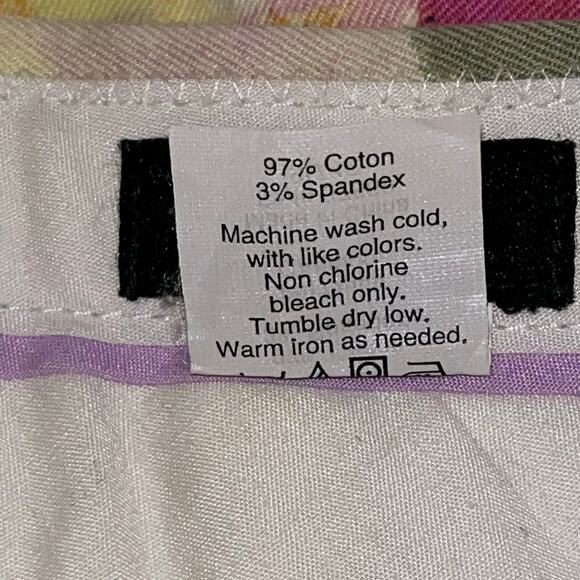 97% Coton
3% Spandex
Machine wash cold,
with like colors.
Non chlorine
bleach only.
Tumble dry low.
Warm iron as needed.